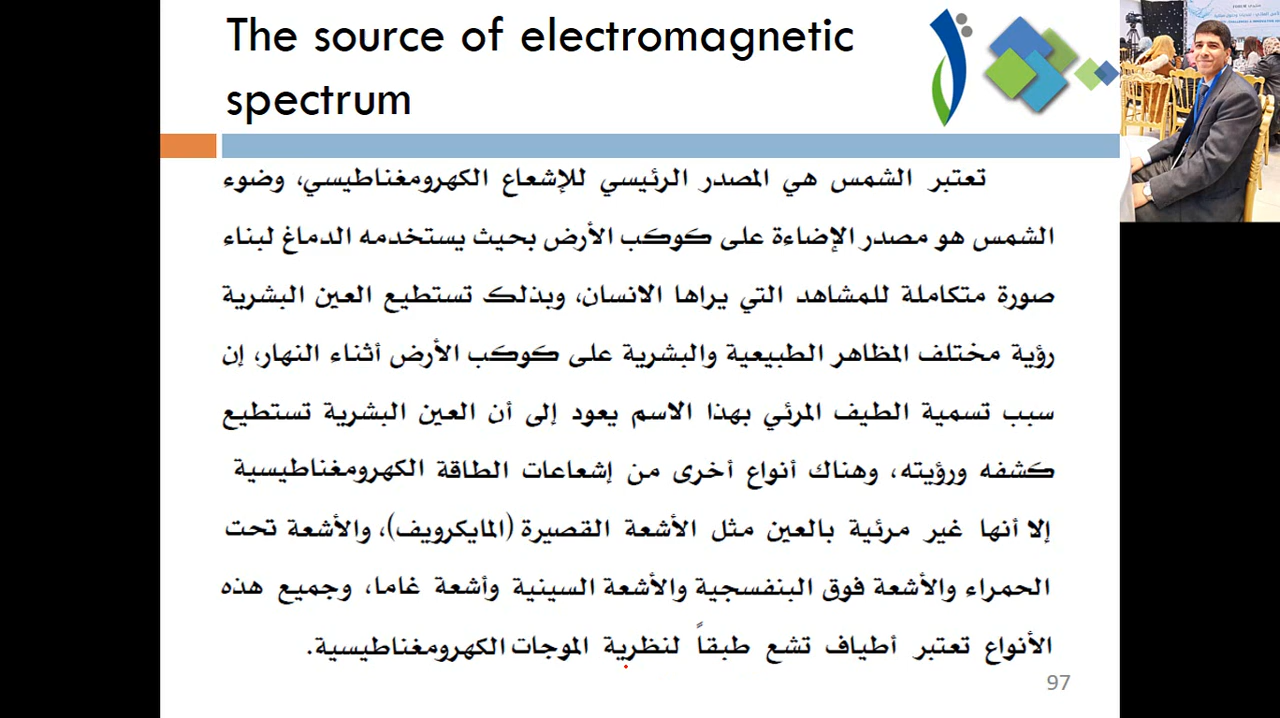 The source of electromagnetic
spectrum
تعتبر الشمس هي المصدر الرئيسي للإشعاع الكهرومغناطيسي، وضوء
الشمس هو مصدر الإضاءة على كوكب الأرض بحيث يستخدمه الدماغ لبناء
صورة متكاملة للمشاهد التي يراها الانسان، وبذلك تستطيع العين البشرية
رؤية مختلف المظاهر الطبيعية والبشرية على كوكب الأرض أثناء النهار، إن
سبب تسمية الطيف المرئي بهذا الاسم يعود إلى أن العين البشرية تستطيع
كشفه ورؤيته، وهناك أنواع أخرى من إشعاعات الطاقة الكهرومغناطيسية
إلا أنها غير مرئية بالعين مثل الأشعة القصيرة (المايكرويف)، والأشعة تحت
الحمراء والأشعة فوق البنفسجية والأشعة السينية وأشعة غاما، وجميع هذه
الأنواع تعتبر أطياف تشع طبقاً لنظرية الموجات الكهرومغناطيسية.
97